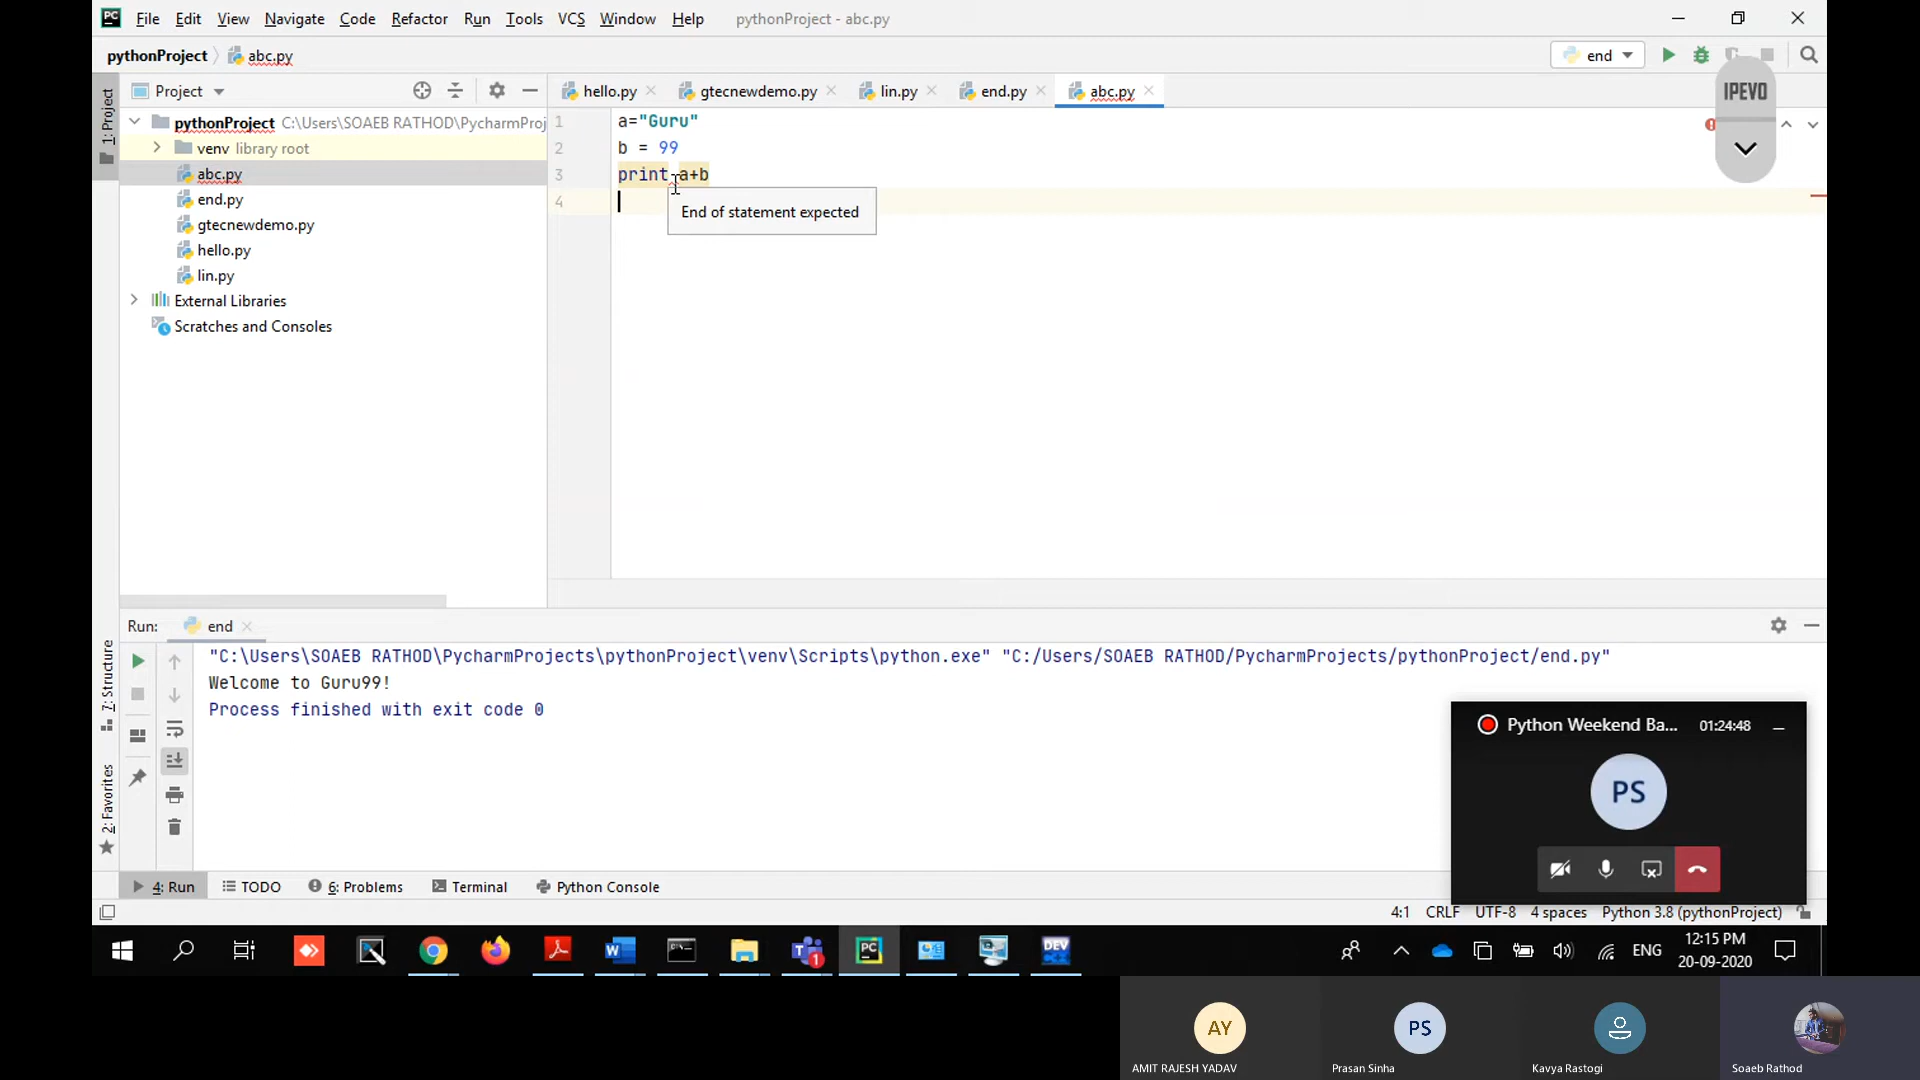 PC File Edit View Navigate Code Refactor Run Tools VCS Window Help pythonProject - abc.py
pythonProject abc.py end
IPEVO
1: Project
Project
hello.py gtecnewdemo.py lin.py end.py abc.py
pythonProject C:\Users\SOAEB RATHOD\PycharmProj
venv library root
abc.py
end.py
gtecnewdemo.py
hello.py
lin.py
External Libraries
Scratches and Consoles
1 a="Guru"
2 b = 99
3 print a+b
4
End of statement expected
Run: end
"C:\Users\SOAEB RATHOD\PycharmProjects\pythonProject\venv\Scripts\python.exe" "C:/Users/SOAEB RATHOD/PycharmProjects/pythonProject/end.py"
Welcome to Guru99!
Process finished with exit code 0
7: Structure
2: Favorites
Python Weekend Ba... 01:24:48
PS
4: Run TODO 6: Problems Terminal Python Console
4:1 CRLF UTF-8 4 spaces Python 3.8 (pythonProject)
W T 1 PC DEV
ENG
12:15 PM
20-09-2020
AY
AMIT RAJESH YADAV
PS
Prasan Sinha
Kavya Rastogi
Soaeb Rathod